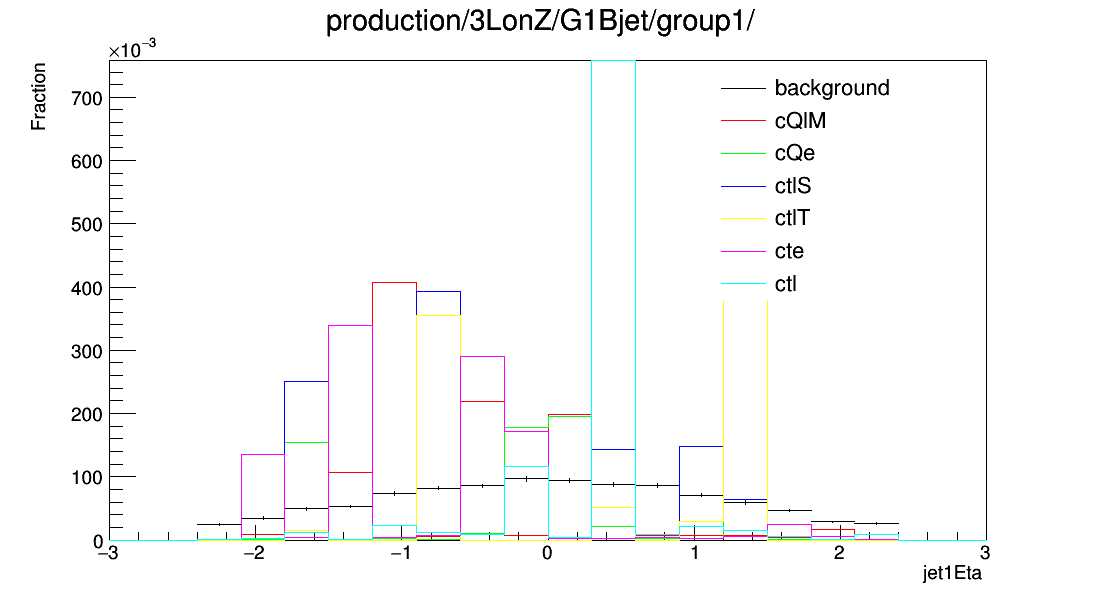 production/3LonZ/G1Bjet/group1/
×10⁻³
Fraction
700
600
500
400
300
200
100
0
background
cQlM
cQe
ctlS
ctlT
cte
ctl
−3
−2
−1
0
1
2
3
jet1Eta